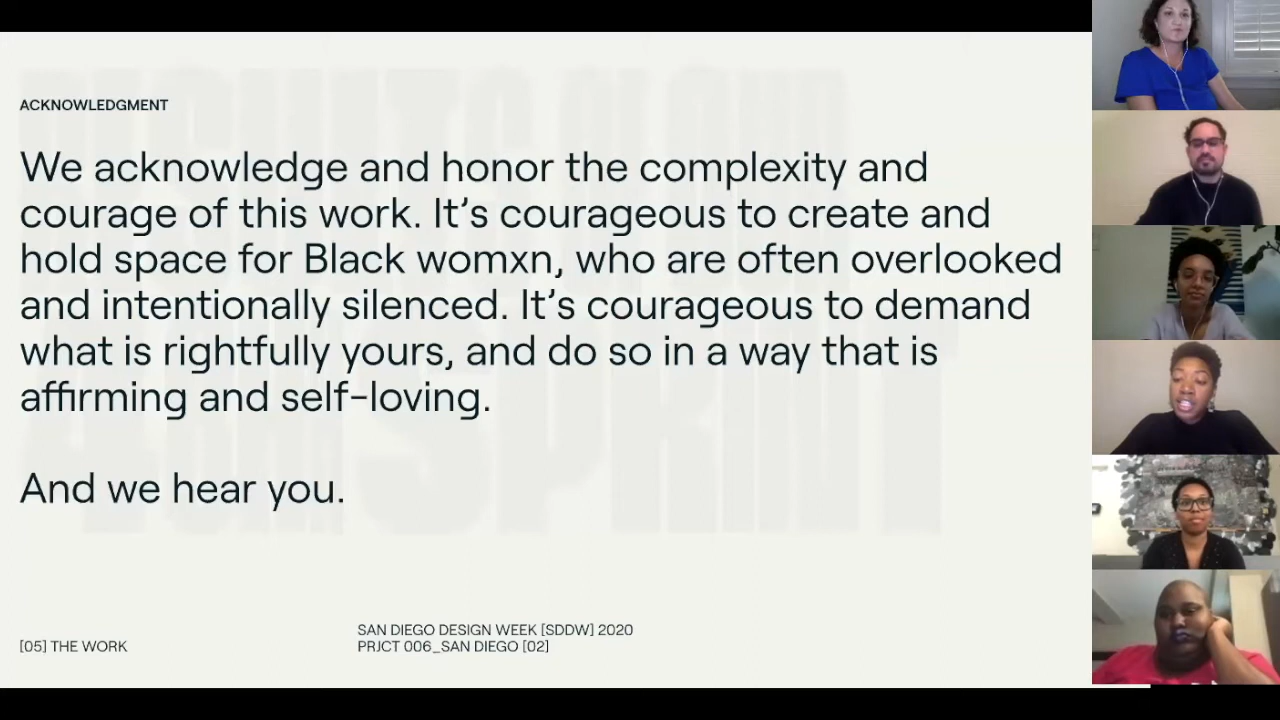 ACKNOWLEDGMENT
We acknowledge and honor the complexity and
courage of this work. It’s courageous to create and
hold space for Black womxn, who are often overlooked
and intentionally silenced. It’s courageous to demand
what is rightfully yours, and do so in a way that is
affirming and self-loving.
And we hear you.
[05] THE WORK
SAN DIEGO DESIGN WEEK [SDDW] 2020
PRJCT 006_SAN DIEGO [02]